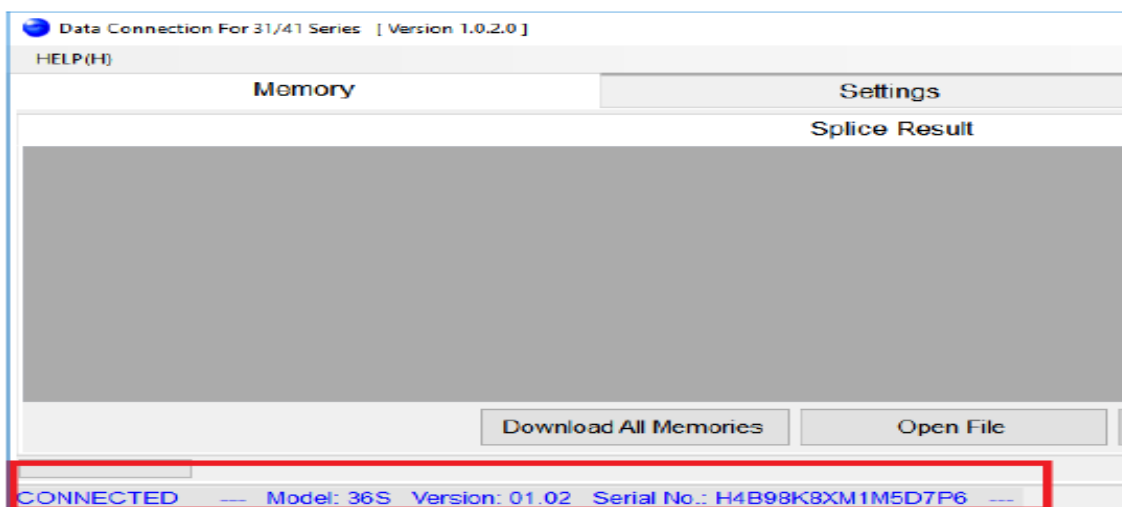 Data Connection For 31/41 Series [ Version 1.0.2.0 ]
HELP(H)
Memory Settings
Splice Result
Download All Memories Open File
CONNECTED --- Model: 36S Version: 01.02 Serial No.: H4B98K8XM1M5D7P6 ---